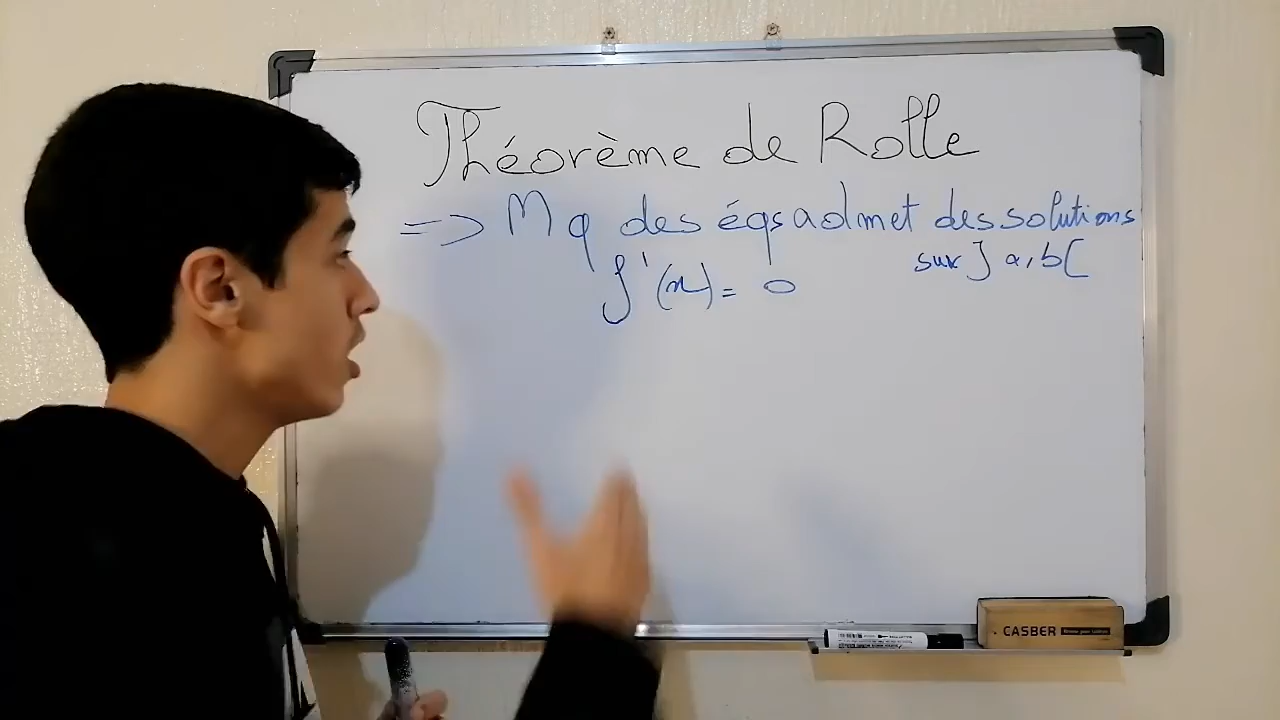 Théorème de Rolle
=> Mq des éqs admet des solutions
sur ]a,b[
f'(x) = 0
CASBER